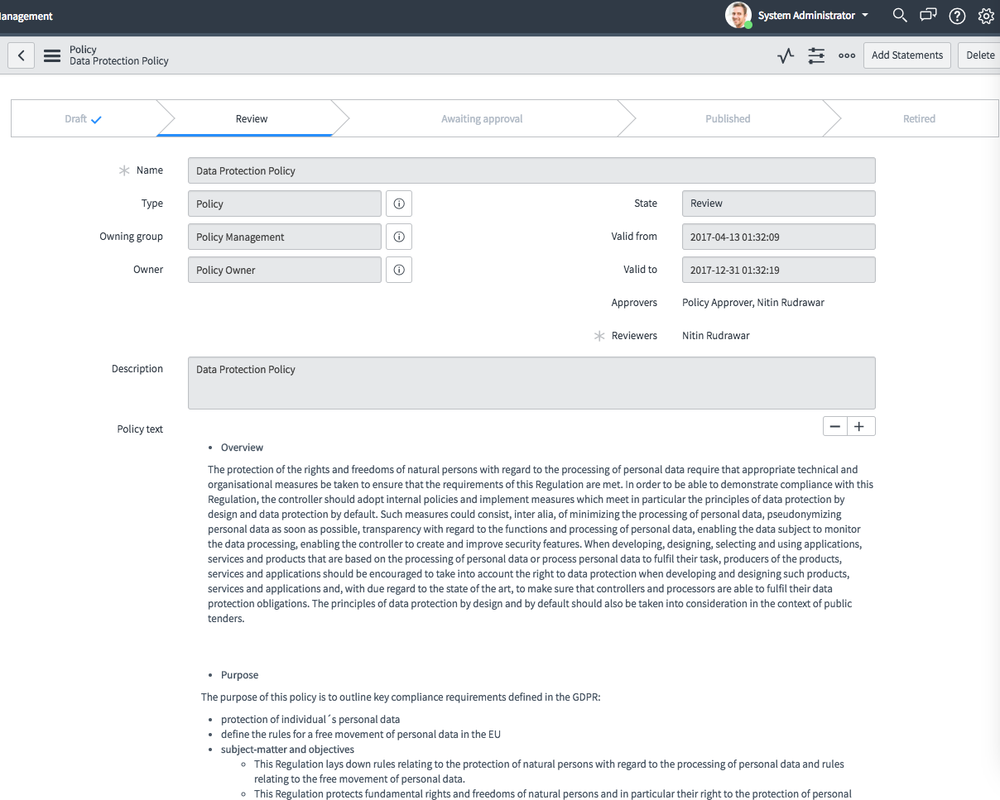 System Administrator
Policy
Data Protection Policy
Add Statements
Delete
Draft
Review
Awaiting approval
Published
Retired
Name
Data Protection Policy
Type
Policy
State
Review
Owning group
Policy Management
Valid from
2017-04-13 01:32:09
Owner
Policy Owner
Valid to
2017-12-31 01:32:19
Approvers
Policy Approver, Nitin Rudrawar
Reviewers
Nitin Rudrawar
Description
Data Protection Policy
Policy text
• Overview
The protection of the rights and freedoms of natural persons with regard to the processing of personal data require that appropriate technical and
organisational measures be taken to ensure that the requirements of this Regulation are met. In order to be able to demonstrate compliance with this
Regulation, the controller should adopt internal policies and implement measures which meet in particular the principles of data protection by
design and data protection by default. Such measures could consist, inter alia, of minimizing the processing of personal data, pseudonymizing
personal data as soon as possible, transparency with regard to the functions and processing of personal data, enabling the data subject to monitor
the data processing, enabling the controller to create and improve security features. When developing, designing, selecting and using applications,
services and products that are based on the processing of personal data or process personal data to fulfil their task, producers of the products,
services and applications should be encouraged to take into account the right to data protection when developing and designing such products,
services and applications and, with due regard to the state of the art, to make sure that controllers and processors are able to fulfil their data
protection obligations. The principles of data protection by design and by default should also be taken into consideration in the context of public
tenders.
• Purpose
The purpose of this policy is to outline key compliance requirements defined in the GDPR:
• protection of individual´s personal data
• define the rules for a free movement of personal data in the EU
• subject-matter and objectives
◦ This Regulation lays down rules relating to the protection of natural persons with regard to the processing of personal data and rules
relating to the free movement of personal data.
◦ This Regulation protects fundamental rights and freedoms of natural persons and in particular their right to the protection of personal